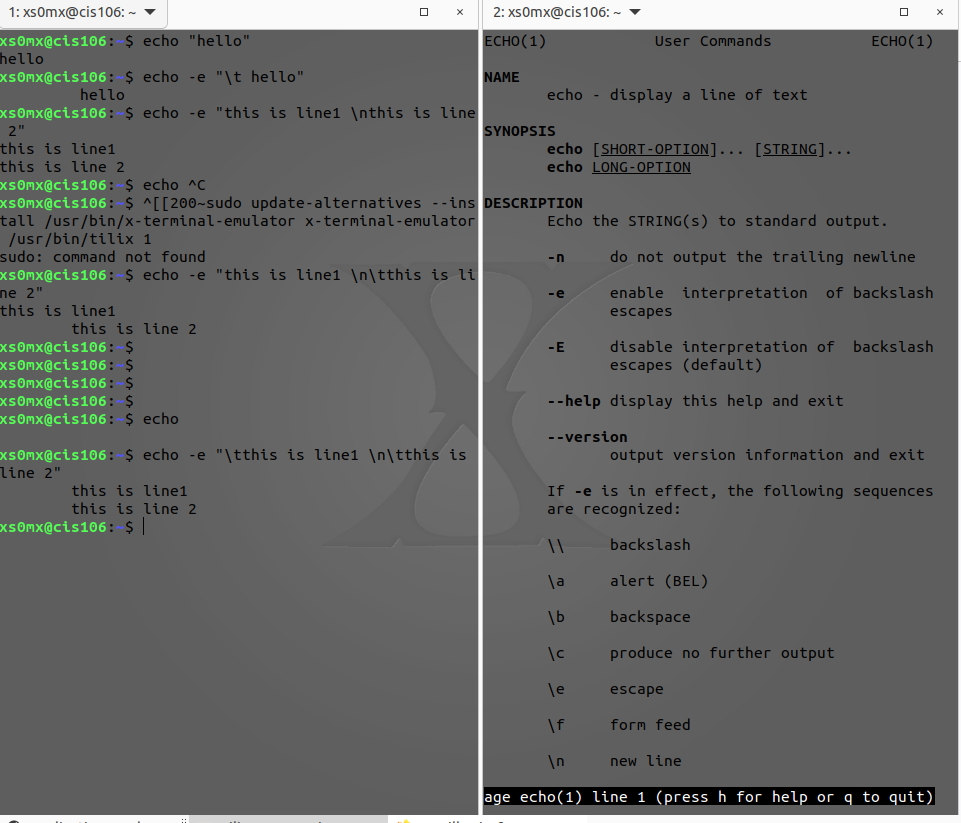 1: xs0mx@cis106: ~
xs0mx@cis106:~$ echo "hello"
hello
xs0mx@cis106:~$ echo -e "\t hello"
hello
xs0mx@cis106:~$ echo -e "this is line1 \nthis is line
2"
this is line1
this is line 2
xs0mx@cis106:~$ echo ^C
xs0mx@cis106:~$ ^[[200~sudo update-alternatives --ins
tall /usr/bin/x-terminal-emulator x-terminal-emulator
/usr/bin/tilix 1
sudo: command not found
xs0mx@cis106:~$ echo -e "this is line1 \n\tthis is li
ne 2"
this is line1
this is line 2
xs0mx@cis106:~$
xs0mx@cis106:~$
xs0mx@cis106:~$
xs0mx@cis106:~$
xs0mx@cis106:~$ echo
xs0mx@cis106:~$ echo -e "\tthis is line1 \n\tthis is
line 2"
this is line1
this is line 2
xs0mx@cis106:~$
2: xs0mx@cis106: ~
ECHO(1) User Commands ECHO(1)
NAME
echo - display a line of text
SYNOPSIS
echo [SHORT-OPTION]... [STRING]...
echo LONG-OPTION
DESCRIPTION
Echo the STRING(s) to standard output.
-n do not output the trailing newline
-e enable interpretation of backslash
escapes
-E disable interpretation of backslash
escapes (default)
--help display this help and exit
--version
output version information and exit
If -e is in effect, the following sequences
are recognized:
\\ backslash
\a alert (BEL)
\b backspace
\c produce no further output
\e escape
\f form feed
\n new line
age echo(1) line 1 (press h for help or q to quit)